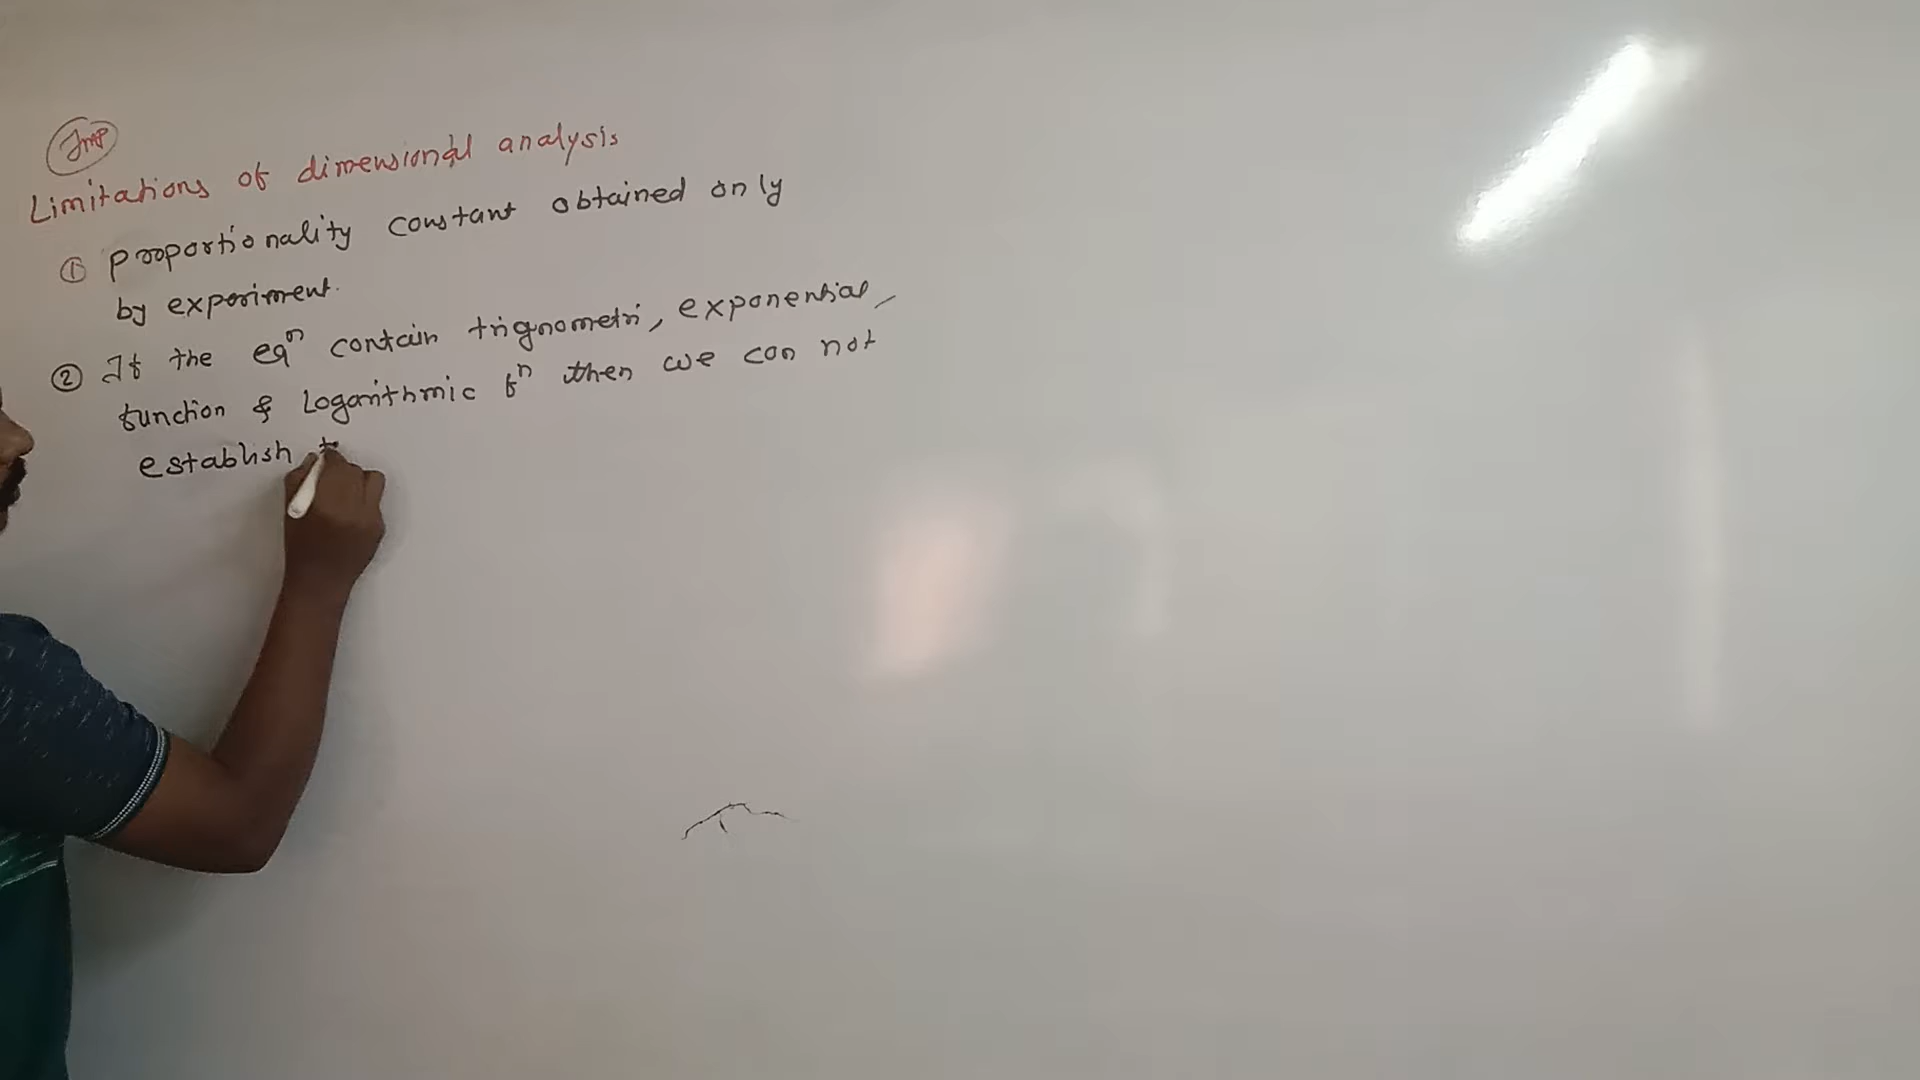 Imp
Limitations of dimensional analysis
① proportionality constant obtained only
by experiment.
② If the eqⁿ contain trignometri, exponential,
function & Logarithmic fⁿ then we can not
establish t